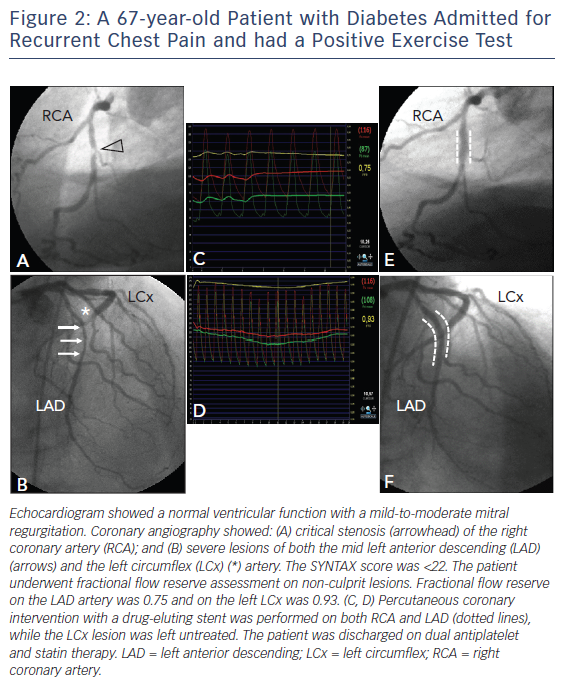 Figure 2: A 67-year-old Patient with Diabetes Admitted for
Recurrent Chest Pain and had a Positive Exercise Test
RCA
A
(116)
(87)
0,75
C
RCA
E
LCx
*
LAD
B
(116)
(108)
0,93
D
LCx
LAD
F
Echocardiogram showed a normal ventricular function with a mild-to-moderate mitral
regurgitation. Coronary angiography showed: (A) critical stenosis (arrowhead) of the right
coronary artery (RCA); and (B) severe lesions of both the mid left anterior descending (LAD)
(arrows) and the left circumflex (LCx) (*) artery. The SYNTAX score was <22. The patient
underwent fractional flow reserve assessment on non-culprit lesions. Fractional flow reserve
on the LAD artery was 0.75 and on the left LCx was 0.93. (C, D) Percutaneous coronary
intervention with a drug-eluting stent was performed on both RCA and LAD (dotted lines),
while the LCx lesion was left untreated. The patient was discharged on dual antiplatelet
and statin therapy. LAD = left anterior descending; LCx = left circumflex; RCA = right
coronary artery.